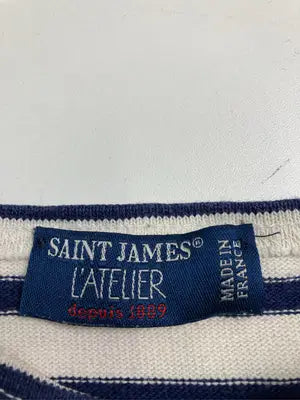 SAINT JAMES®
L'ATELIER
depuis 1889
MADE IN
FRANCE